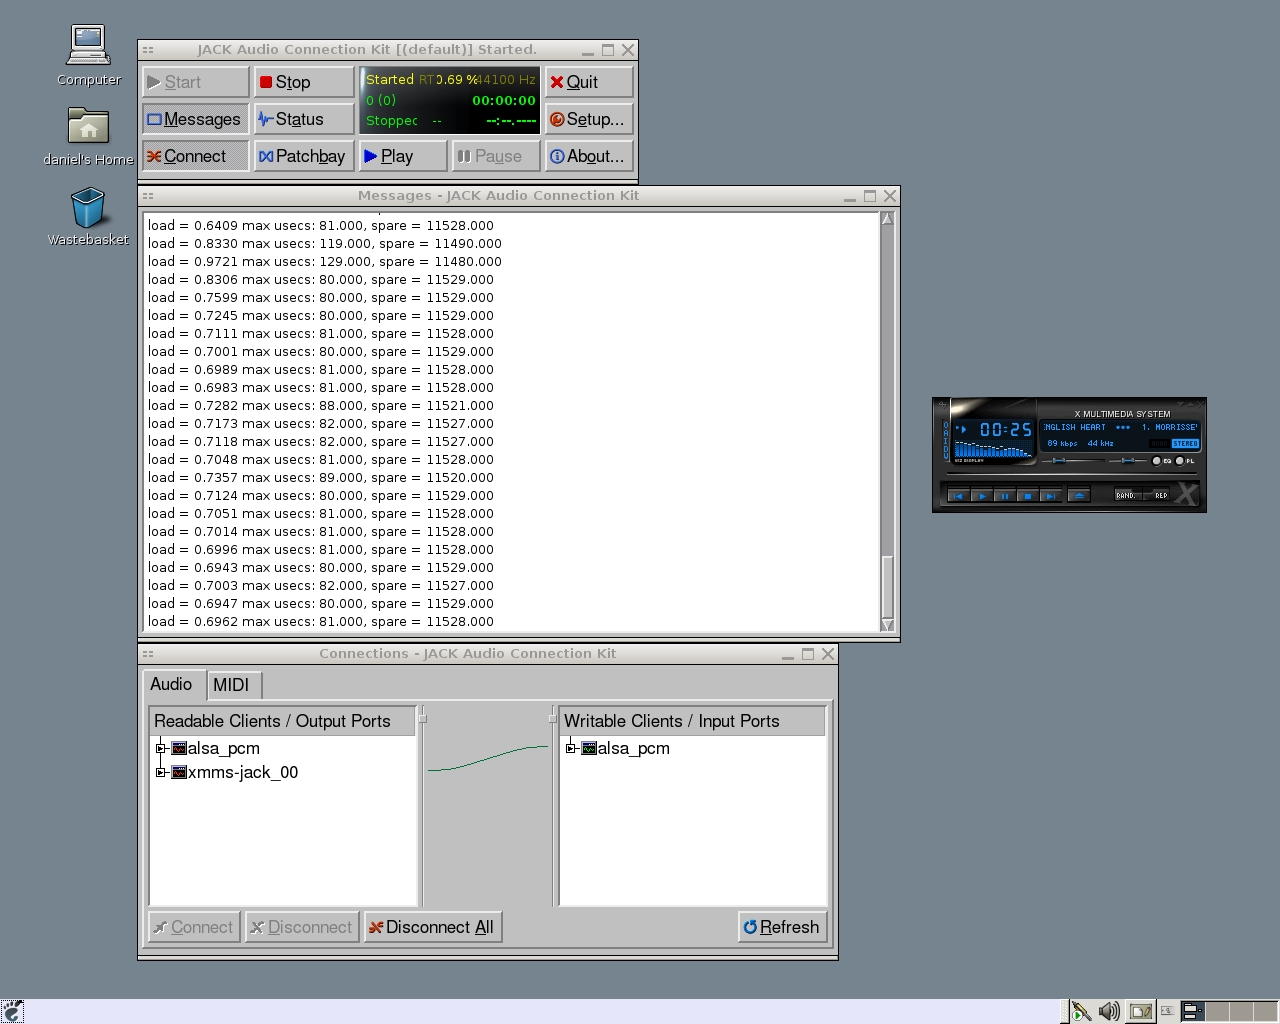 Computer
daniel's Home
Wastebasket
JACK Audio Connection Kit [(default)] Started.
Start
Stop
Started RT 0.69 % 44100 Hz
0 (0) 00:00:00
Stopped -- --:--.----
Quit
Messages
Status
Setup...
Connect
Patchbay
Play
Pause
About...
Messages - JACK Audio Connection Kit
load = 0.6409 max usecs: 81.000, spare = 11528.000
load = 0.8330 max usecs: 119.000, spare = 11490.000
load = 0.9721 max usecs: 129.000, spare = 11480.000
load = 0.8306 max usecs: 80.000, spare = 11529.000
load = 0.7599 max usecs: 80.000, spare = 11529.000
load = 0.7245 max usecs: 80.000, spare = 11529.000
load = 0.7111 max usecs: 81.000, spare = 11528.000
load = 0.7001 max usecs: 80.000, spare = 11529.000
load = 0.6989 max usecs: 81.000, spare = 11528.000
load = 0.6983 max usecs: 81.000, spare = 11528.000
load = 0.7282 max usecs: 88.000, spare = 11521.000
load = 0.7173 max usecs: 82.000, spare = 11527.000
load = 0.7118 max usecs: 82.000, spare = 11527.000
load = 0.7048 max usecs: 81.000, spare = 11528.000
load = 0.7357 max usecs: 89.000, spare = 11520.000
load = 0.7124 max usecs: 80.000, spare = 11529.000
load = 0.7051 max usecs: 81.000, spare = 11528.000
load = 0.7014 max usecs: 81.000, spare = 11528.000
load = 0.6996 max usecs: 81.000, spare = 11528.000
load = 0.6943 max usecs: 80.000, spare = 11529.000
load = 0.7003 max usecs: 82.000, spare = 11527.000
load = 0.6947 max usecs: 80.000, spare = 11529.000
load = 0.6962 max usecs: 81.000, spare = 11528.000
X MULTIMEDIA SYSTEM
00:25
NGLISH HEART *** 1. MORRISSE
89 kbps 44 kHz
STEREO
EQ PL
RAND. REP
Connections - JACK Audio Connection Kit
Audio
MIDI
Readable Clients / Output Ports
Writable Clients / Input Ports
alsa_pcm
xmms-jack_00
alsa_pcm
Connect
Disconnect
Disconnect All
Refresh